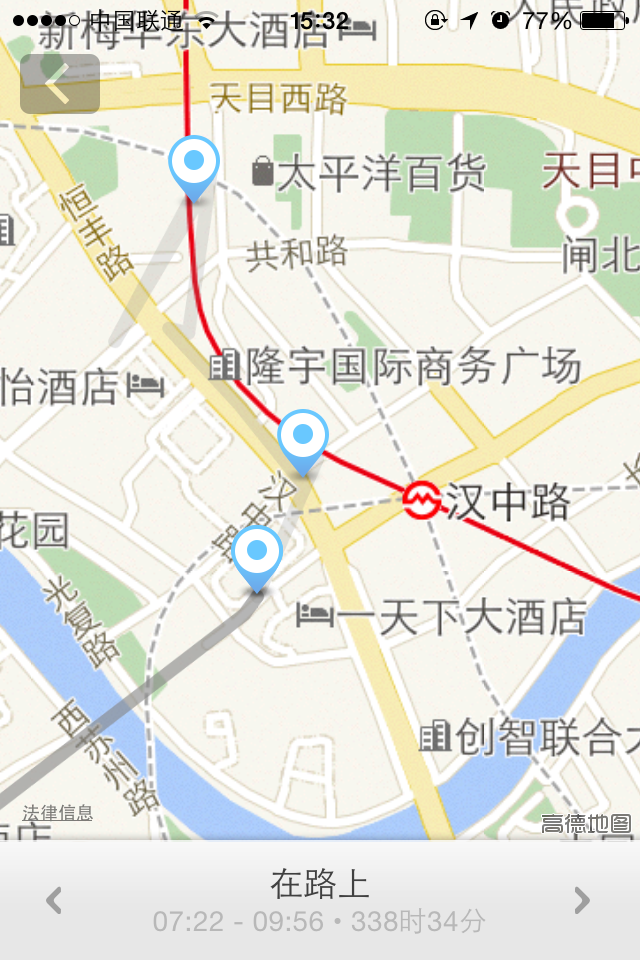 中国联通
15:32
77%
天目西路
太平洋百货
天目中
恒丰路
共和路
闸北
隆宇国际商务广场
怡酒店
汉中路
花园
汉中路
光复路
一天下大酒店
西苏州路
创智联合大
法律信息
高德地图
酒店
在路上
07:22 - 09:56 • 338时34分